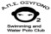 Swimming and
Water Polo Club